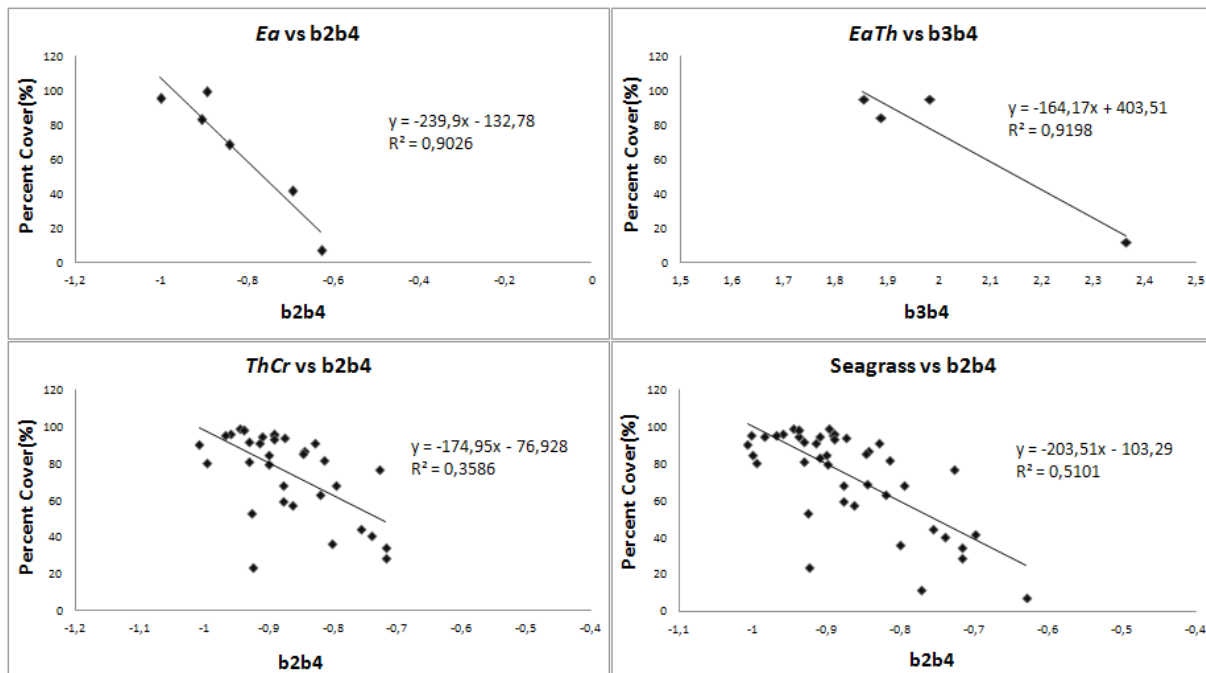 Ea vs b2b4
Percent Cover(%)
120
100
80
60
40
20
0
y = -239,9x - 132,78
R² = 0,9026
-1,2 -1 -0,8 -0,6 -0,4 -0,2 0
b2b4
EaTh vs b3b4
Percent Cover(%)
120
100
80
60
40
20
0
y = -164,17x + 403,51
R² = 0,9198
1,5 1,6 1,7 1,8 1,9 2 2,1 2,2 2,3 2,4 2,5
b3b4
ThCr vs b2b4
Percent Cover(%)
120
100
80
60
40
20
0
y = -174,95x - 76,928
R² = 0,3586
-1,2 -1,1 -1 -0,9 -0,8 -0,7 -0,6 -0,5 -0,4
b2b4
Seagrass vs b2b4
Percent Cover(%)
120
100
80
60
40
20
0
y = -203,51x - 103,29
R² = 0,5101
-1,1 -1 -0,9 -0,8 -0,7 -0,6 -0,5 -0,4
b2b4